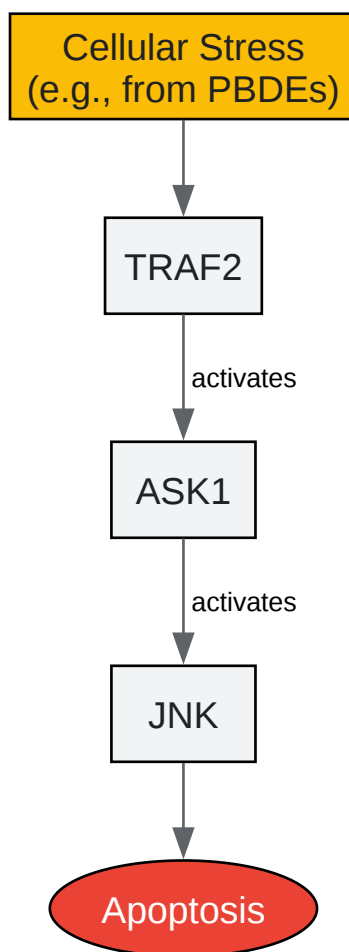 Cellular Stress
(e.g., from PBDEs)
TRAF2
activates
ASK1
activates
JNK
Apoptosis